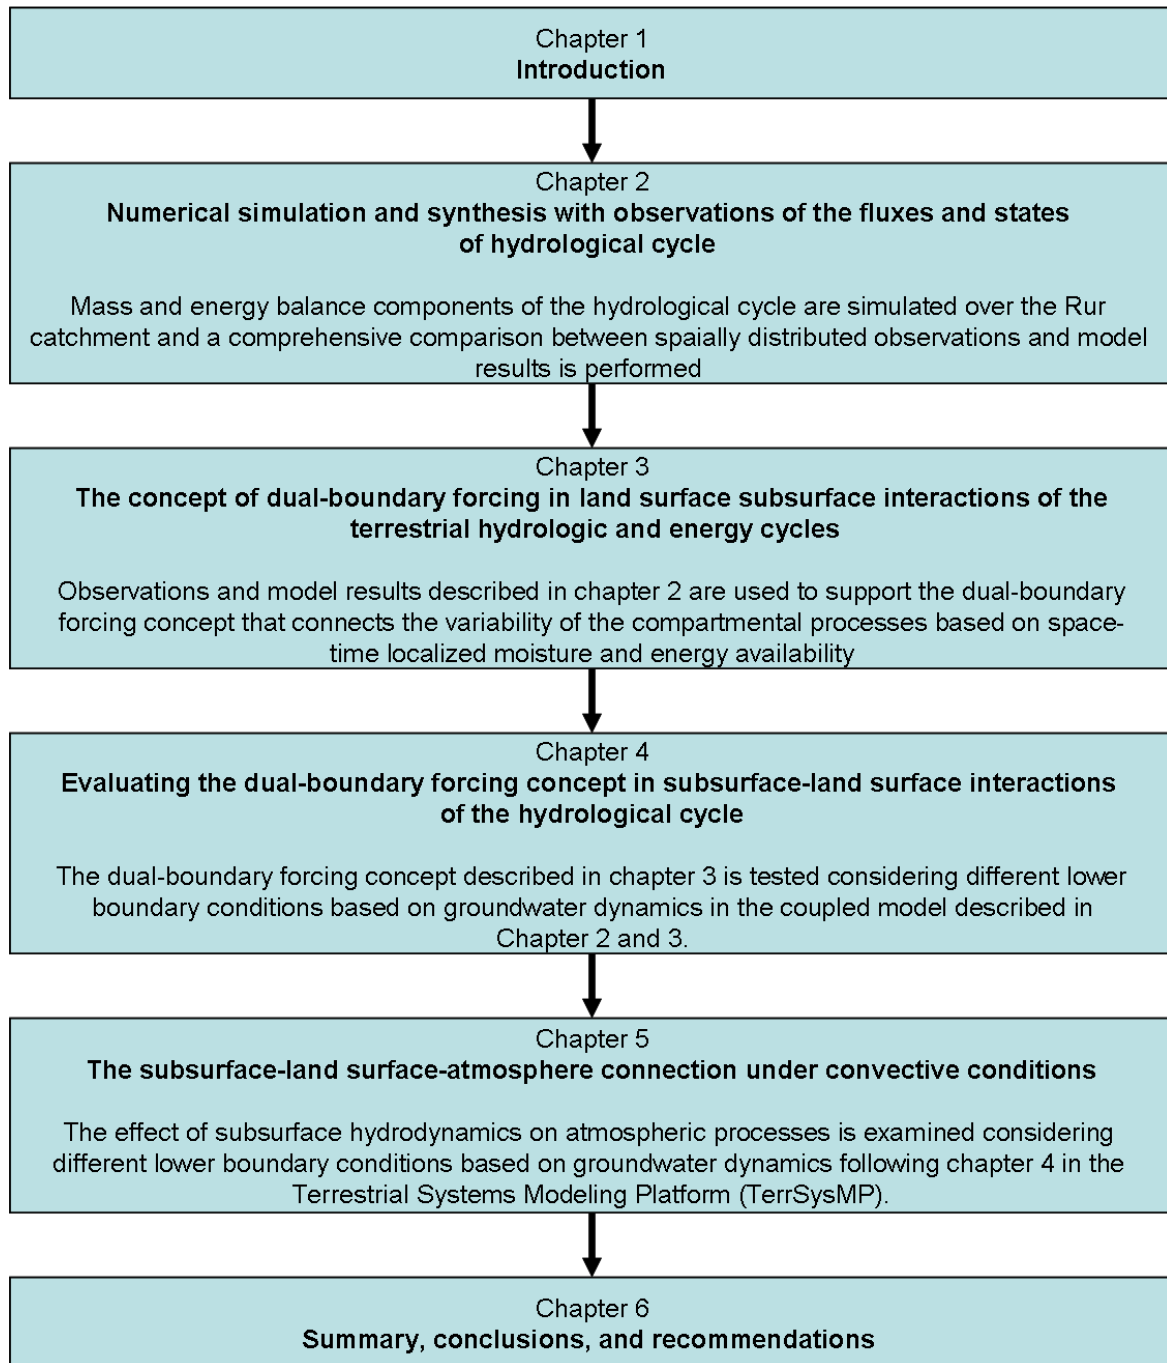 Chapter 1
Introduction
Chapter 2
Numerical simulation and synthesis with observations of the fluxes and states
of hydrological cycle
Mass and energy balance components of the hydrological cycle are simulated over the Rur
catchment and a comprehensive comparison between spaially distributed observations and model
results is performed
Chapter 3
The concept of dual-boundary forcing in land surface subsurface interactions of the
terrestrial hydrologic and energy cycles
Observations and model results described in chapter 2 are used to support the dual-boundary
forcing concept that connects the variability of the compartmental processes based on space-
time localized moisture and energy availability
Chapter 4
Evaluating the dual-boundary forcing concept in subsurface-land surface interactions
of the hydrological cycle
The dual-boundary forcing concept described in chapter 3 is tested considering different lower
boundary conditions based on groundwater dynamics in the coupled model described in
Chapter 2 and 3.
Chapter 5
The subsurface-land surface-atmosphere connection under convective conditions
The effect of subsurface hydrodynamics on atmospheric processes is examined considering
different lower boundary conditions based on groundwater dynamics following chapter 4 in the
Terrestrial Systems Modeling Platform (TerrSysMP).
Chapter 6
Summary, conclusions, and recommendations